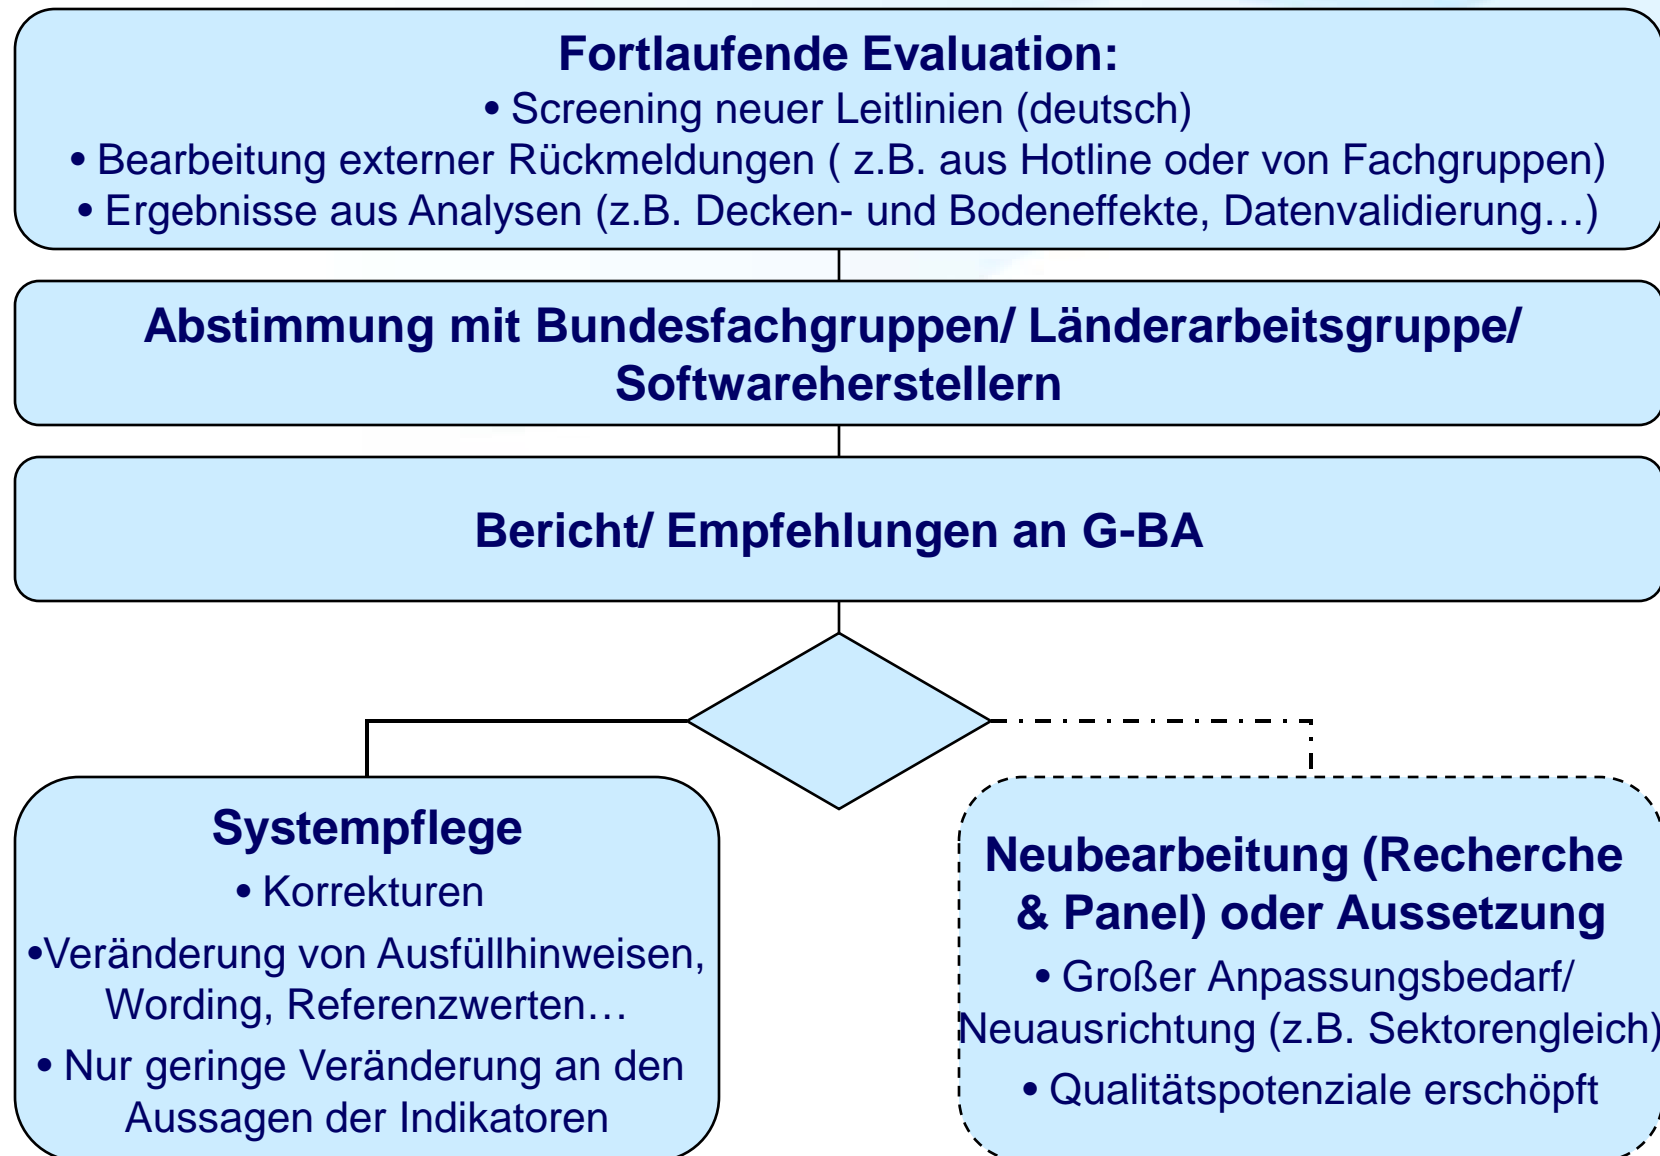 Fortlaufende Evaluation:
• Screening neuer Leitlinien (deutsch)
• Bearbeitung externer Rückmeldungen ( z.B. aus Hotline oder von Fachgruppen)
• Ergebnisse aus Analysen (z.B. Decken- und Bodeneffekte, Datenvalidierung…)
Abstimmung mit Bundesfachgruppen/ Länderarbeitsgruppe/
Softwareherstellern
Bericht/ Empfehlungen an G-BA
Systempflege
• Korrekturen
•Veränderung von Ausfüllhinweisen,
Wording, Referenzwerten…
• Nur geringe Veränderung an den
Aussagen der Indikatoren
Neubearbeitung (Recherche
& Panel) oder Aussetzung
• Großer Anpassungsbedarf/
Neuausrichtung (z.B. Sektorengleich)
• Qualitätspotenziale erschöpft